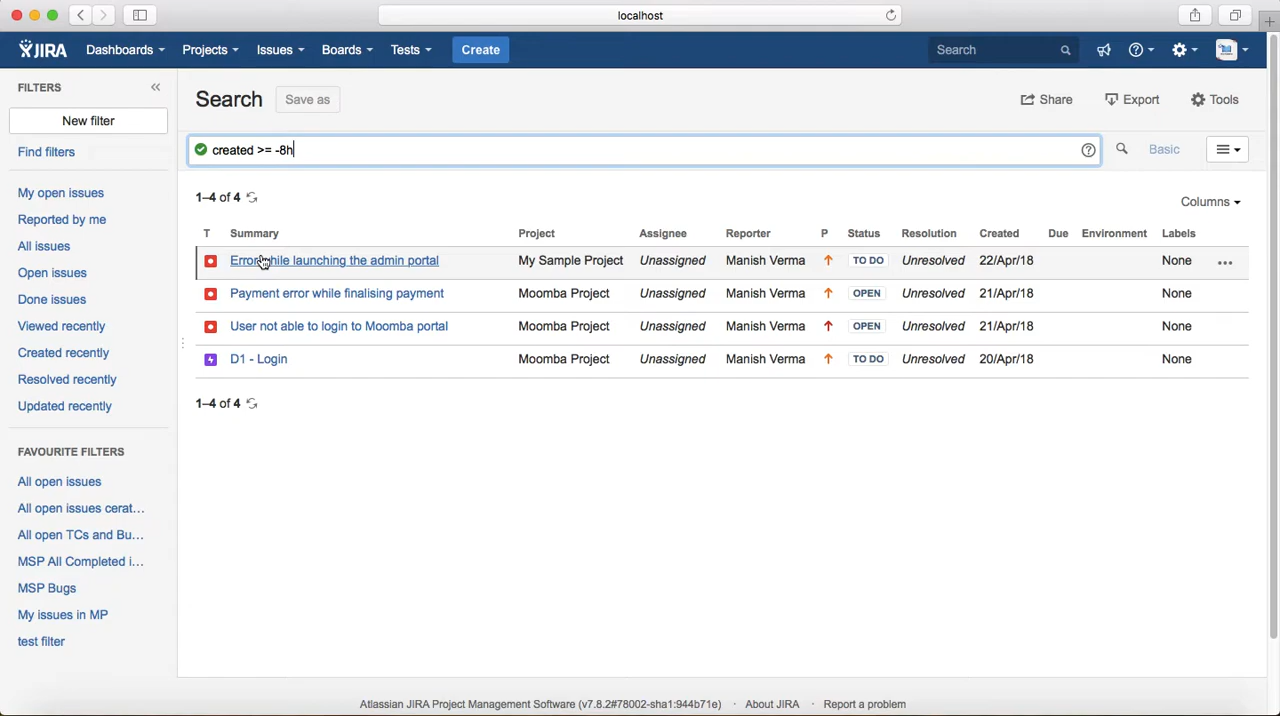 localhost
JIRA Dashboards Projects Issues Boards Tests Create Search
FILTERS
New filter
Find filters
My open issues
Reported by me
All issues
Open issues
Done issues
Viewed recently
Created recently
Resolved recently
Updated recently
FAVOURITE FILTERS
All open issues
All open issues cerat...
All open TCs and Bu...
MSP All Completed i...
MSP Bugs
My issues in MP
test filter
Search Save as Share Export Tools
created >= -8h Basic
1–4 of 4
Columns
T Summary Project Assignee Reporter P Status Resolution Created Due Environment Labels
Error while launching the admin portal My Sample Project Unassigned Manish Verma TO DO Unresolved 22/Apr/18 None
Payment error while finalising payment Moomba Project Unassigned Manish Verma OPEN Unresolved 21/Apr/18 None
User not able to login to Moomba portal Moomba Project Unassigned Manish Verma OPEN Unresolved 21/Apr/18 None
D1 - Login Moomba Project Unassigned Manish Verma TO DO Unresolved 20/Apr/18 None
1–4 of 4
Atlassian JIRA Project Management Software (v7.8.2#78002-sha1:944b71e) · About JIRA · Report a problem